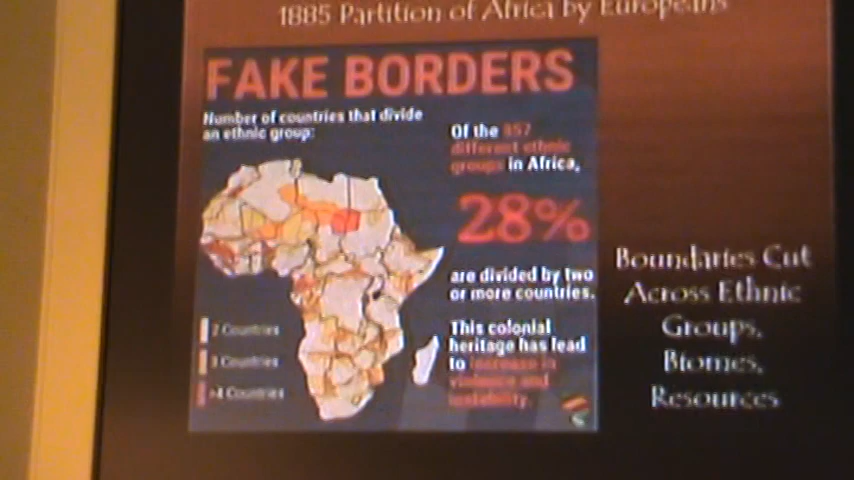 1885 Partition of Africa by Europeans
FAKE BORDERS
Number of countries that divide
an ethnic group:
Of the 357
different ethnic
groups in Africa,
28%
are divided by two
or more countries.
This colonial
heritage has lead
to increase in
violence and
instability.
2 Countries
3 Countries
>4 Countries
Boundaries Cut
Across Ethnic
Groups,
Biomes,
Resources